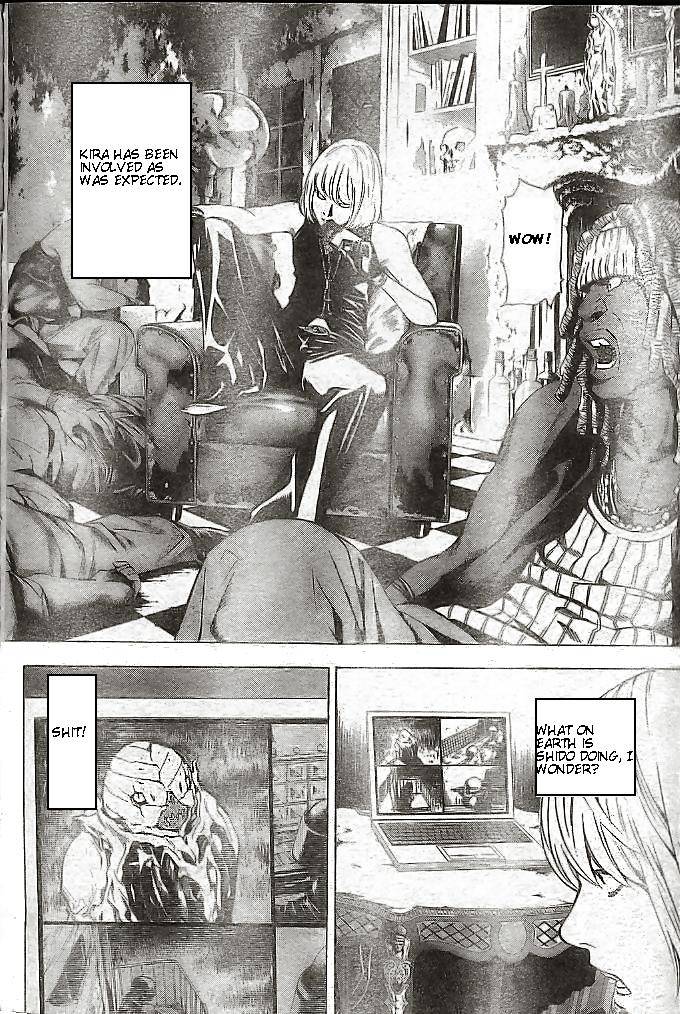 KIRA HAS BEEN
INVOLVED AS
WAS EXPECTED.
WOW!
SHIT!
WHAT ON
EARTH IS
SHIDO DOING, I
WONDER?